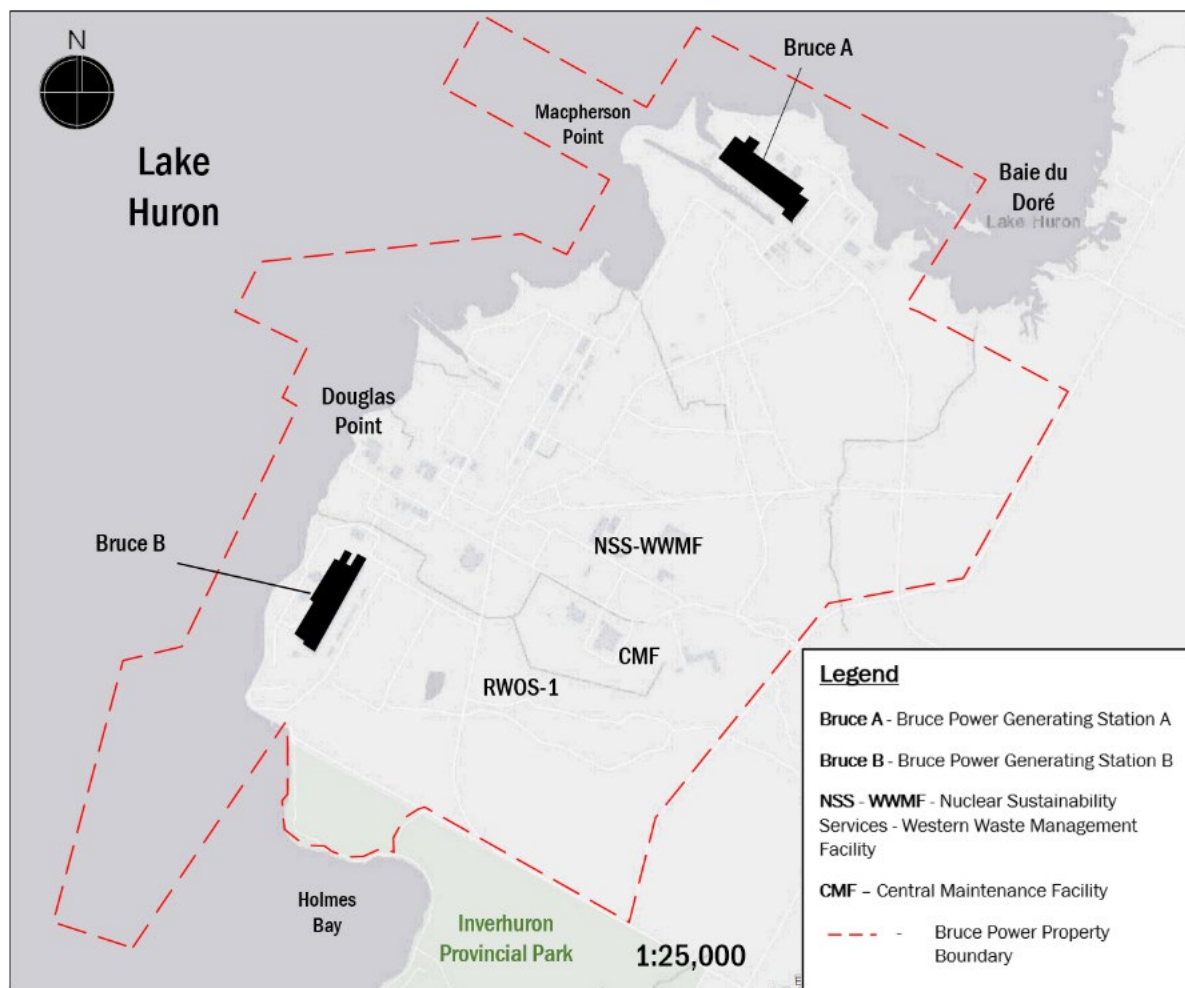 N
Lake
Huron
Bruce A
Macpherson
Point
Baie du
Doré
Lake Huron
Douglas
Point
Bruce B
NSS-WWMF
CMF
RWOS-1
Holmes
Bay
Inverhuron
Provincial Park
1:25,000
Legend
Bruce A - Bruce Power Generating Station A
Bruce B - Bruce Power Generating Station B
NSS - WWMF - Nuclear Sustainability
Services - Western Waste Management
Facility
CMF – Central Maintenance Facility
- Bruce Power Property
Boundary
E